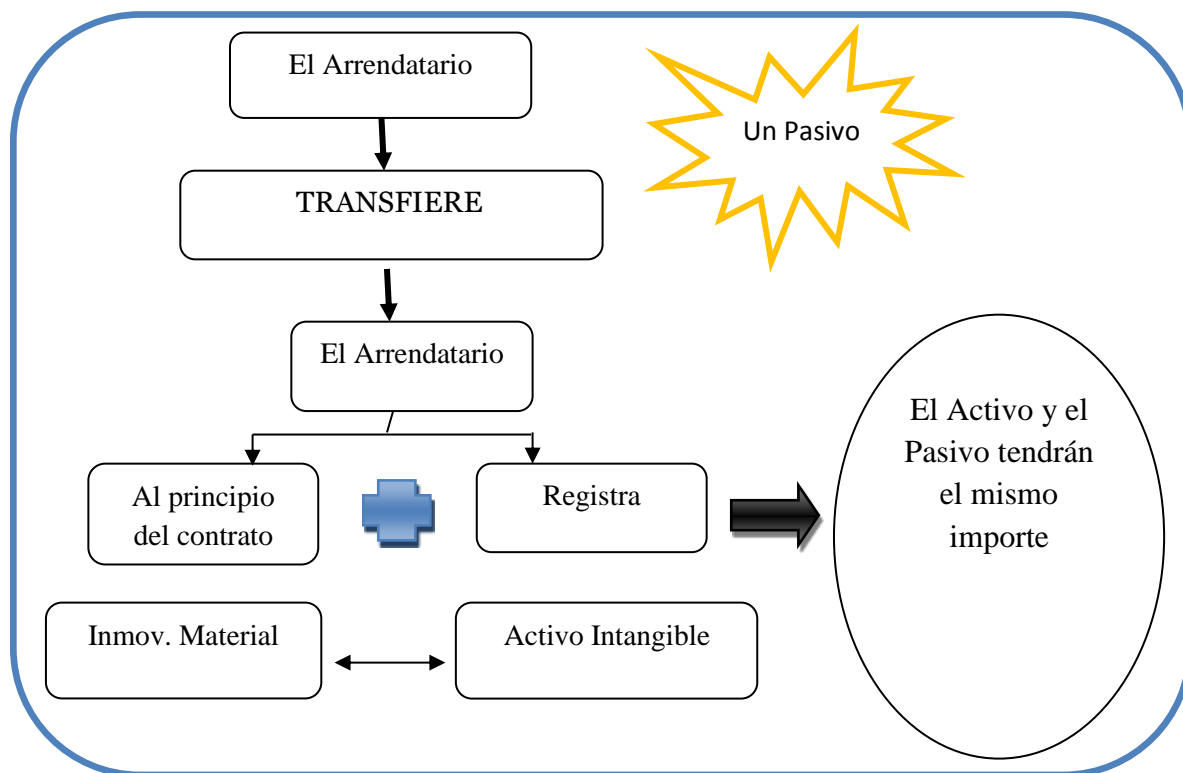 El Arrendatario
Un Pasivo
TRANSFIERE
El Arrendatario
Al principio
del contrato
Registra
El Activo y el
Pasivo tendrán
el mismo
importe
Inmov. Material
Activo Intangible